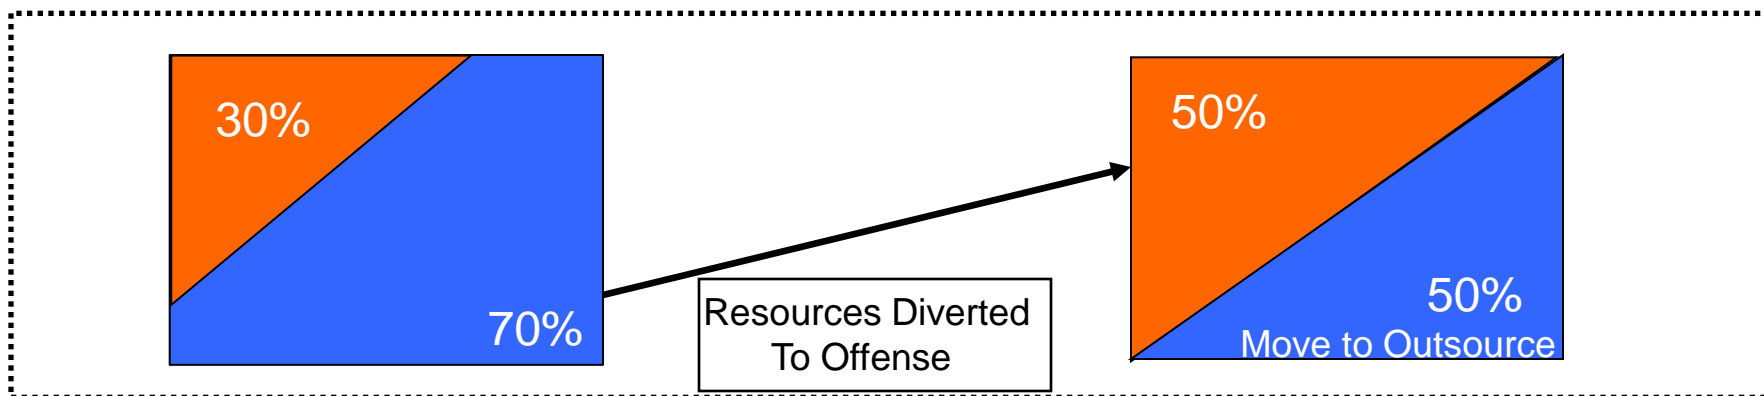 30%
70%
Resources Diverted
To Offense
50%
50%
Move to Outsource